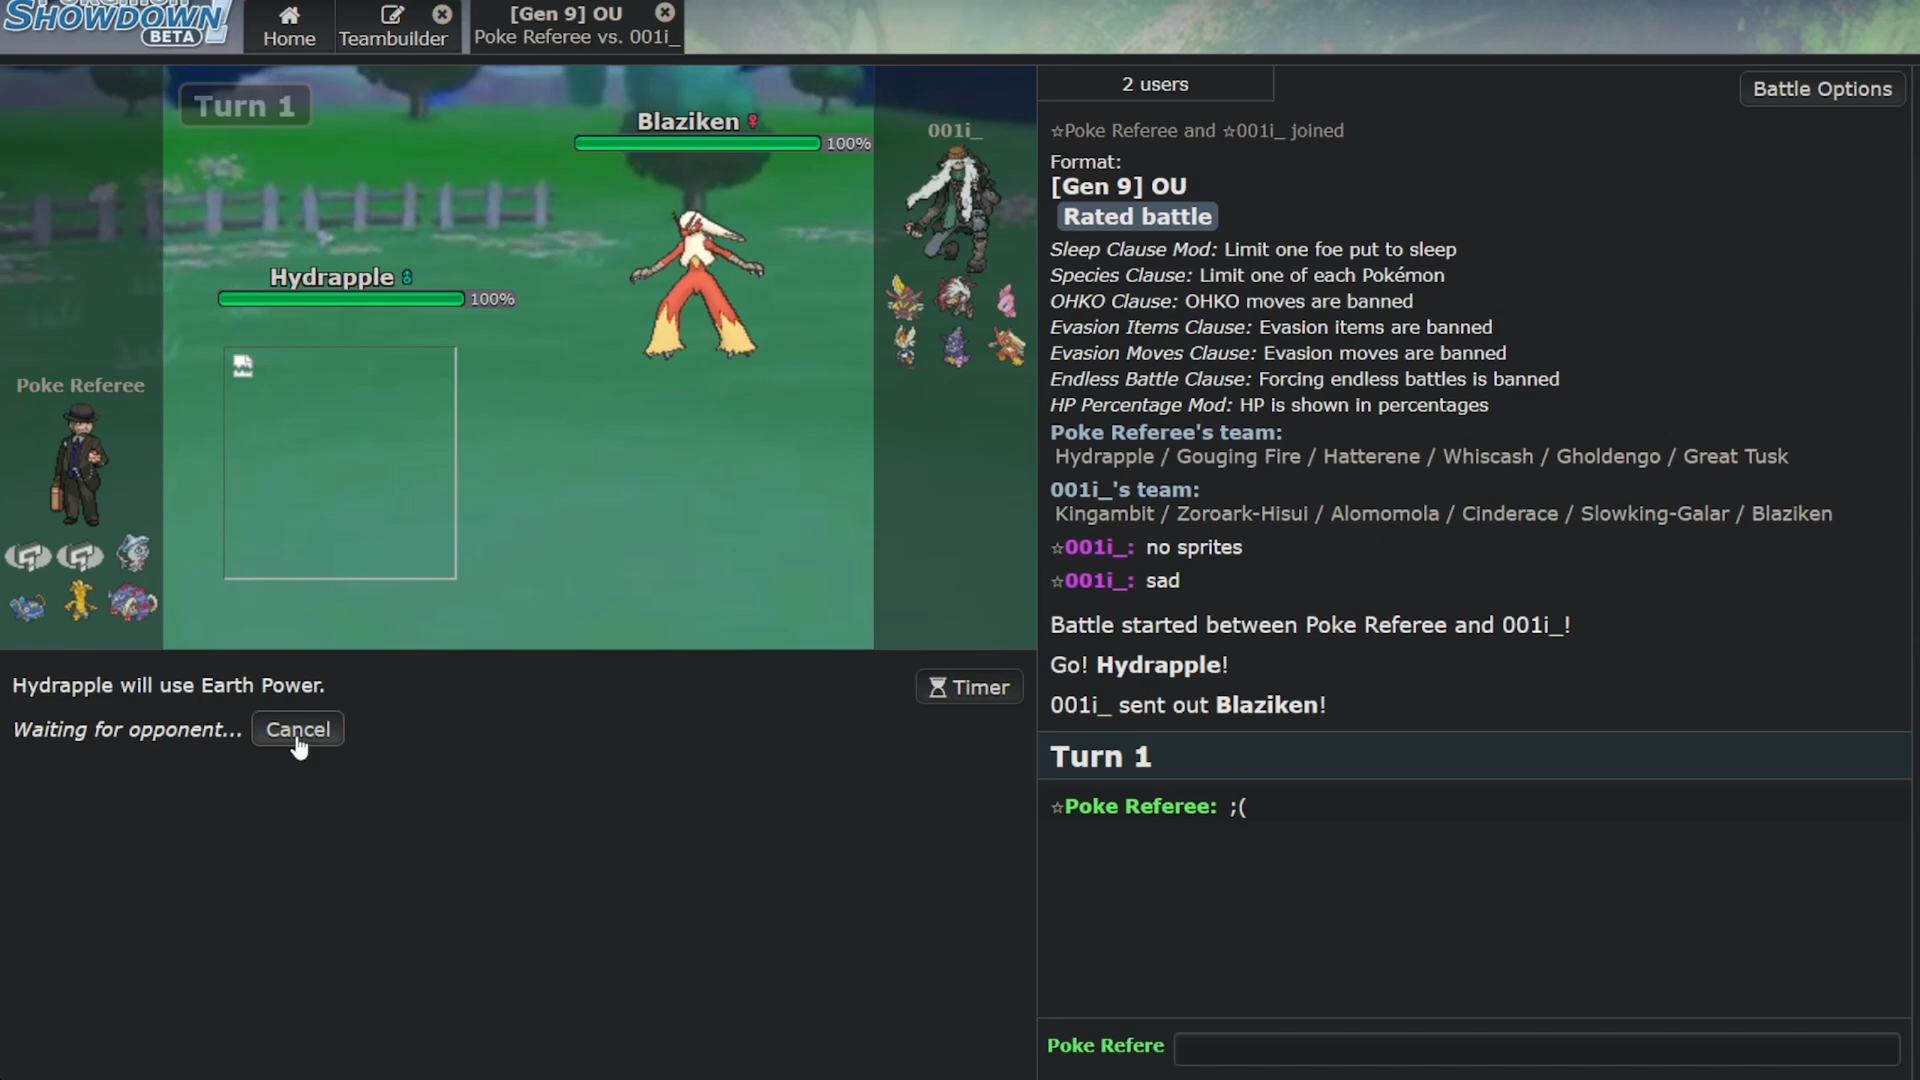 SHOWDOWN
BETA
Home
Teambuilder
[Gen 9] OU
Poke Referee vs. 001i_
Turn 1
Blaziken
100%
Hydrapple
100%
001i_
Poke Referee
Hydrapple will use Earth Power.
Waiting for opponent...
Cancel
Timer
2 users
Battle Options
☆Poke Referee and ☆001i_ joined
Format:
[Gen 9] OU
Rated battle
Sleep Clause Mod: Limit one foe put to sleep
Species Clause: Limit one of each Pokémon
OHKO Clause: OHKO moves are banned
Evasion Items Clause: Evasion items are banned
Evasion Moves Clause: Evasion moves are banned
Endless Battle Clause: Forcing endless battles is banned
HP Percentage Mod: HP is shown in percentages
Poke Referee's team:
Hydrapple / Gouging Fire / Hatterene / Whiscash / Gholdengo / Great Tusk
001i_'s team:
Kingambit / Zoroark-Hisui / Alomomola / Cinderace / Slowking-Galar / Blaziken
☆001i_: no sprites
☆001i_: sad
Battle started between Poke Referee and 001i_!
Go! Hydrapple!
001i_ sent out Blaziken!
Turn 1
☆Poke Referee: ;(
Poke Refere